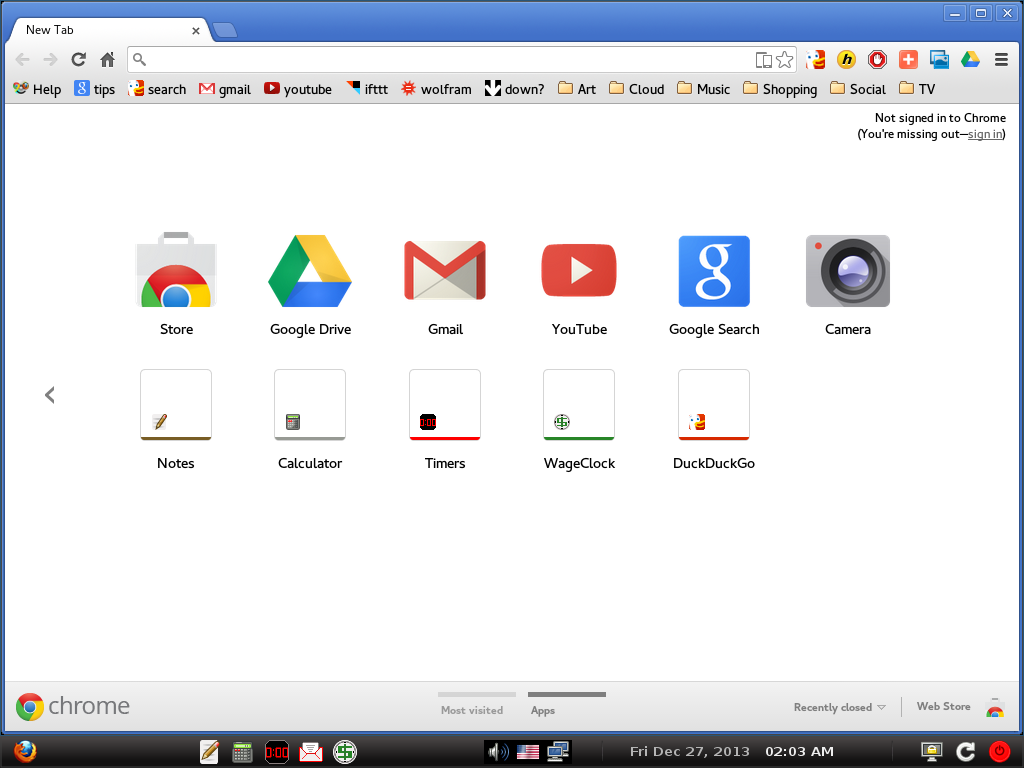 New Tab
Help tips search gmail youtube ifttt wolfram down? Art Cloud Music Shopping Social TV
Not signed in to Chrome
(You're missing out—sign in)
Store Google Drive Gmail YouTube Google Search Camera
Notes Calculator Timers WageClock DuckDuckGo
chrome Most visited Apps Recently closed Web Store
0:00 Fri Dec 27, 2013 02:03 AM